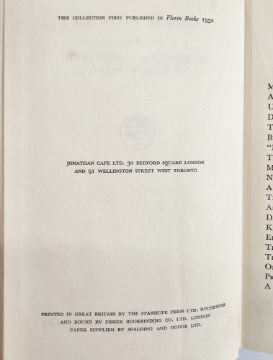 THIS COLLECTION FIRST PUBLISHED IN Florin Books 1932
JONATHAN CAPE LTD. 30 BEDFORD SQUARE LONDON
AND 91 WELLINGTON STREET WEST TORONTO
PRINTED IN GREAT BRITAIN BY THE STANHOPE PRESS LTD, ROCHESTER
AND BOUND BY FISHER BOOKBINDING CO. LTD. LONDON
PAPER SUPPLIED BY SPALDING AND HODGE LTD.